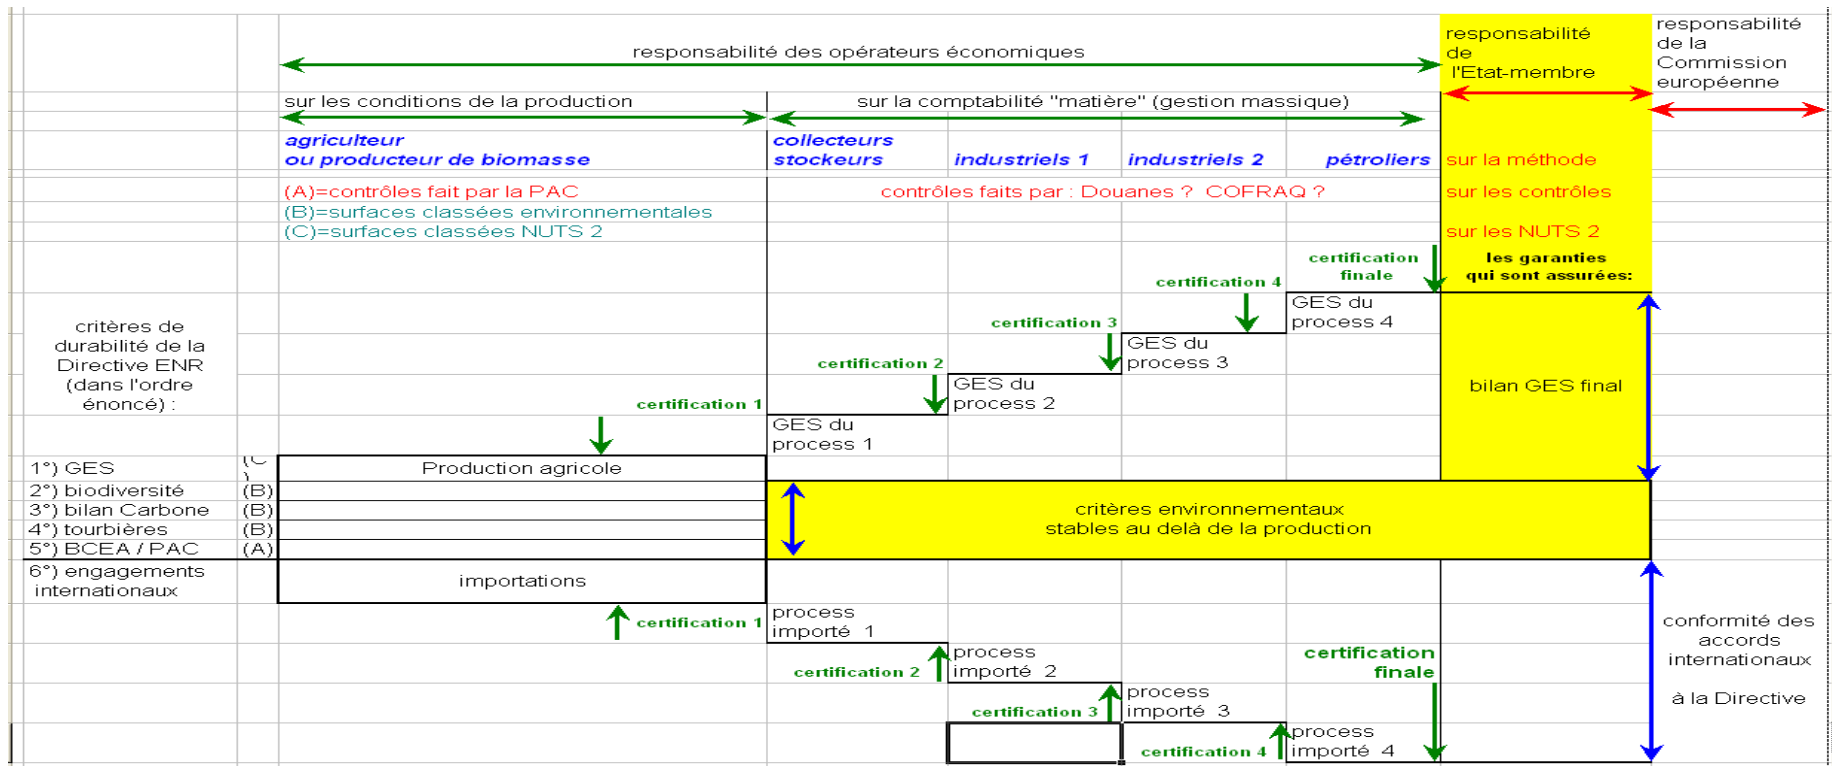 responsabilité des opérateurs économiques
responsabilité
de
l'Etat-membre
responsabilité
de la
Commission
européenne
sur les conditions de la production
sur la comptabilité "matière" (gestion massique)
agriculteur
ou producteur de biomasse
collecteurs
stockeurs
industriels 1
industriels 2
pétroliers
sur la méthode
(A)=contrôles fait par la PAC
contrôles faits par : Douanes ? COFRAQ ?
sur les contrôles
(B)=surfaces classées environnementales
(C)=surfaces classées NUTS 2
sur les NUTS 2
certification
finale
les garanties
qui sont assurées:
certification 4
GES du
process 4
certification 3
GES du
process 3
certification 2
GES du
process 2
certification 1
GES du
process 1
critères de
durabilité de la
Directive ENR
(dans l'ordre
énoncé) :
bilan GES final
1°) GES
(C
)
Production agricole
2°) biodiversité
(B)
3°) bilan Carbone
(B)
4°) tourbières
(B)
5°) BCEA / PAC
(A)
critères environnementaux
stables au delà de la production
6°) engagements
internationaux
importations
certification 1
process
importé 1
certification 2
process
importé 2
certification 3
process
importé 3
certification 4
process
importé 4
certification
finale
conformité des
accords
internationaux
à la Directive